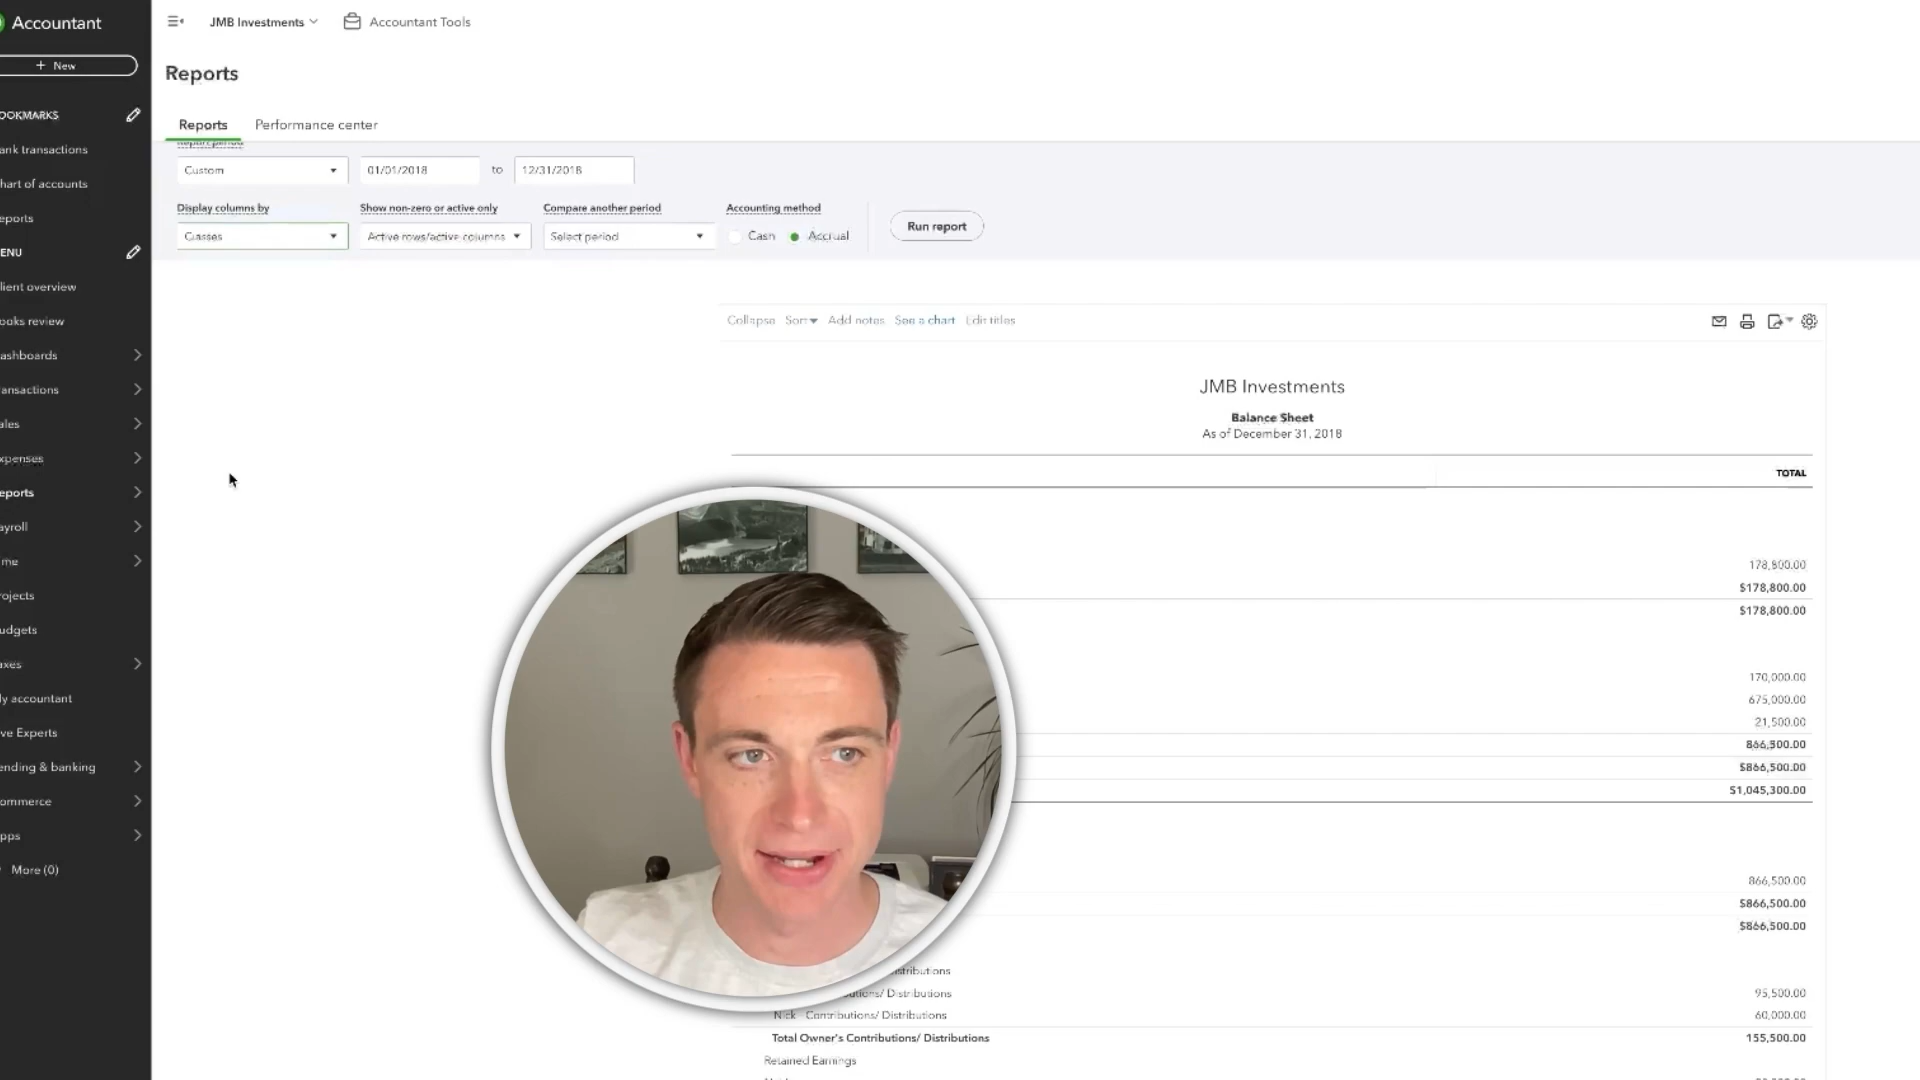 Accountant
JMB Investments
Accountant Tools
+ New
Reports
OOKMARKS
Reports
Performance center
ank transactions
Report period
Custom
01/01/2018
to
12/31/2018
hart of accounts
eports
Display columns by
Show non-zero or active only
Compare another period
Accounting method
Classes
Active rows/active columns
Select period
Cash
Accrual
Run report
ENU
lient overview
ooks review
Collapse
Sort
Add notes
See a chart
Edit titles
ashboards
ansactions
JMB Investments
ales
Balance Sheet
As of December 31, 2018
xpenses
TOTAL
eports
ayroll
me
178,800.00
$178,800.00
rojects
$178,800.00
udgets
axes
170,000.00
y accountant
675,000.00
21,500.00
ve Experts
866,500.00
ending & banking
$866,500.00
$1,045,300.00
ommerce
pps
More (0)
866,500.00
$866,500.00
$866,500.00
istributions
utions/ Distributions
95,500.00
Nick - Contributions/ Distributions
60,000.00
Total Owner's Contributions/ Distributions
155,500.00
Retained Earnings